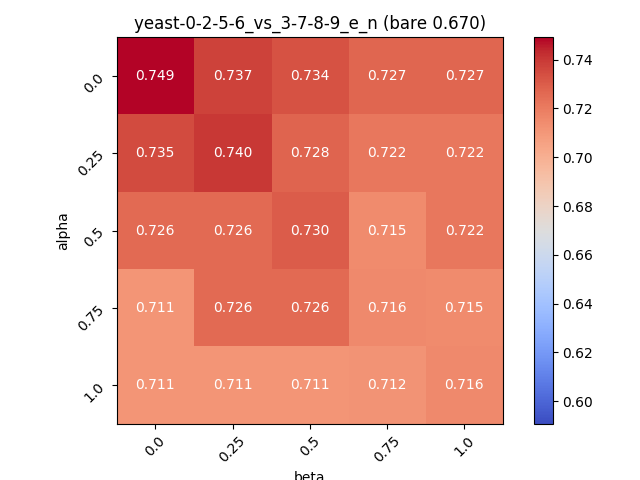 yeast-0-2-5-6_vs_3-7-8-9_e_n (bare 0.670)
alpha
0.0 0.749 0.737 0.734 0.727 0.727
0.25 0.735 0.740 0.728 0.722 0.722
0.5 0.726 0.726 0.730 0.715 0.722
0.75 0.711 0.726 0.726 0.716 0.715
1.0 0.711 0.711 0.711 0.712 0.716
0.0 0.25 0.5 0.75 1.0
beta
0.74
0.72
0.70
0.68
0.66
0.64
0.62
0.60